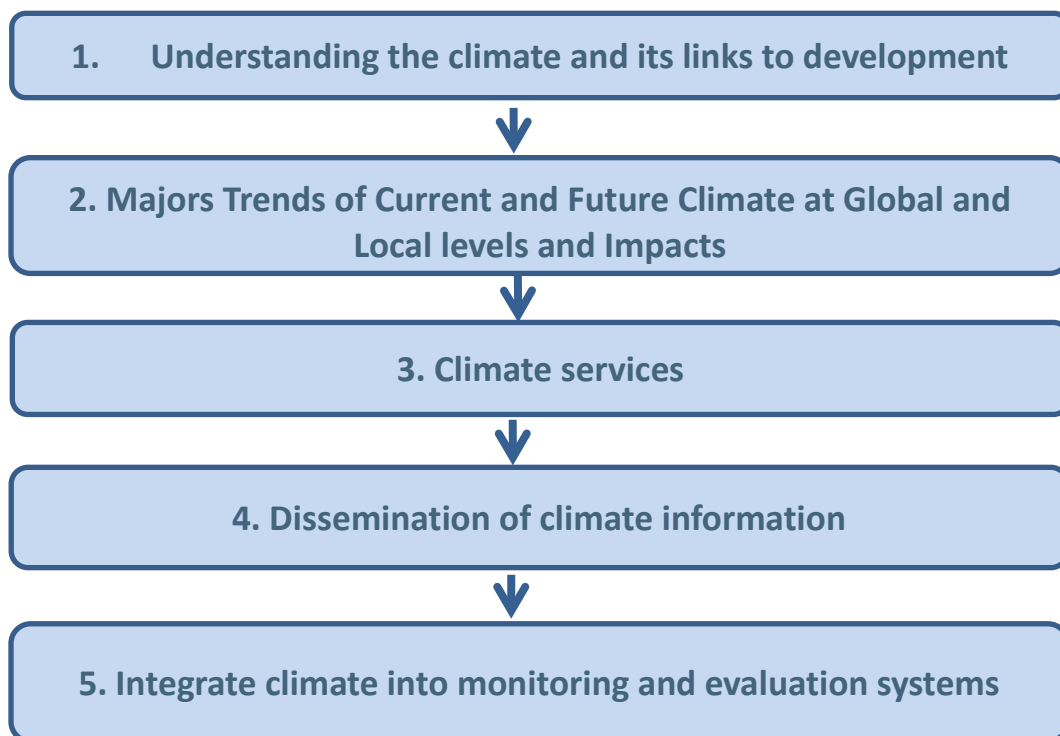 1. Understanding the climate and its links to development
2. Majors Trends of Current and Future Climate at Global and
Local levels and Impacts
3. Climate services
4. Dissemination of climate information
5. Integrate climate into monitoring and evaluation systems